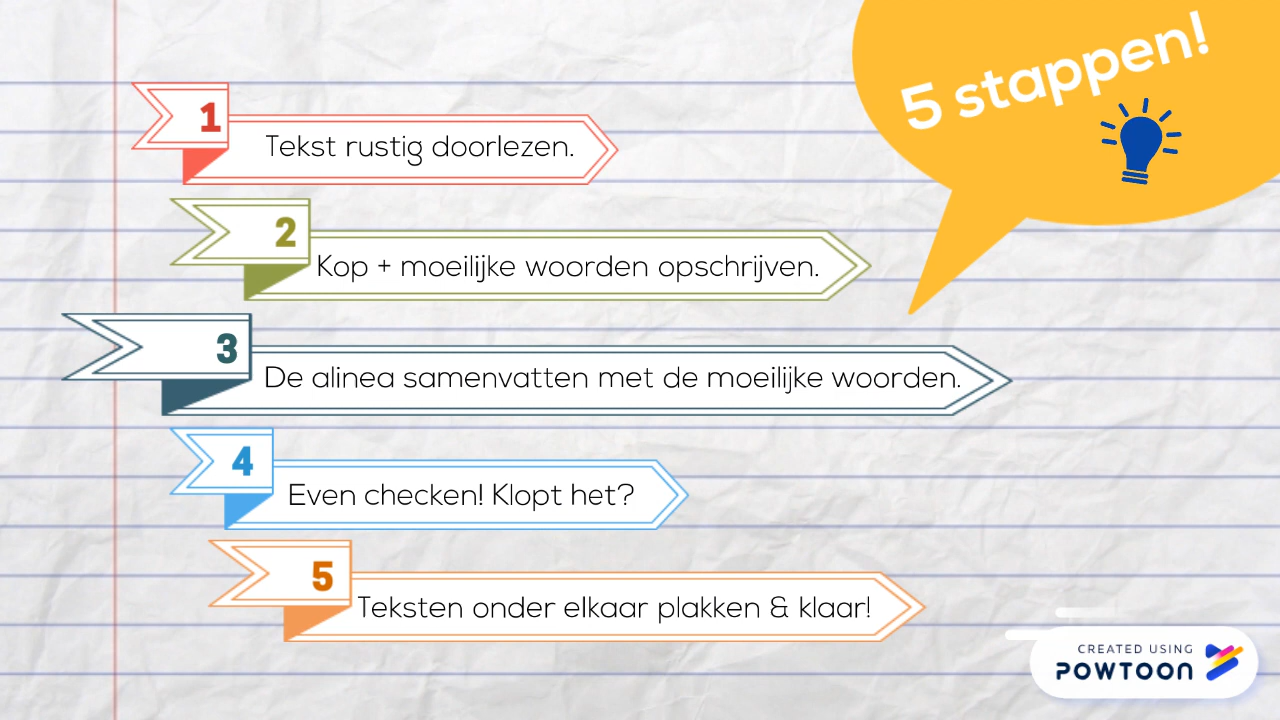 5 stappen!
1
Tekst rustig doorlezen.
2
Kop + moeilijke woorden opschrijven.
3
De alinea samenvatten met de moeilijke woorden.
4
Even checken! Klopt het?
5
Teksten onder elkaar plakken & klaar!
CREATED USING
POWTOON